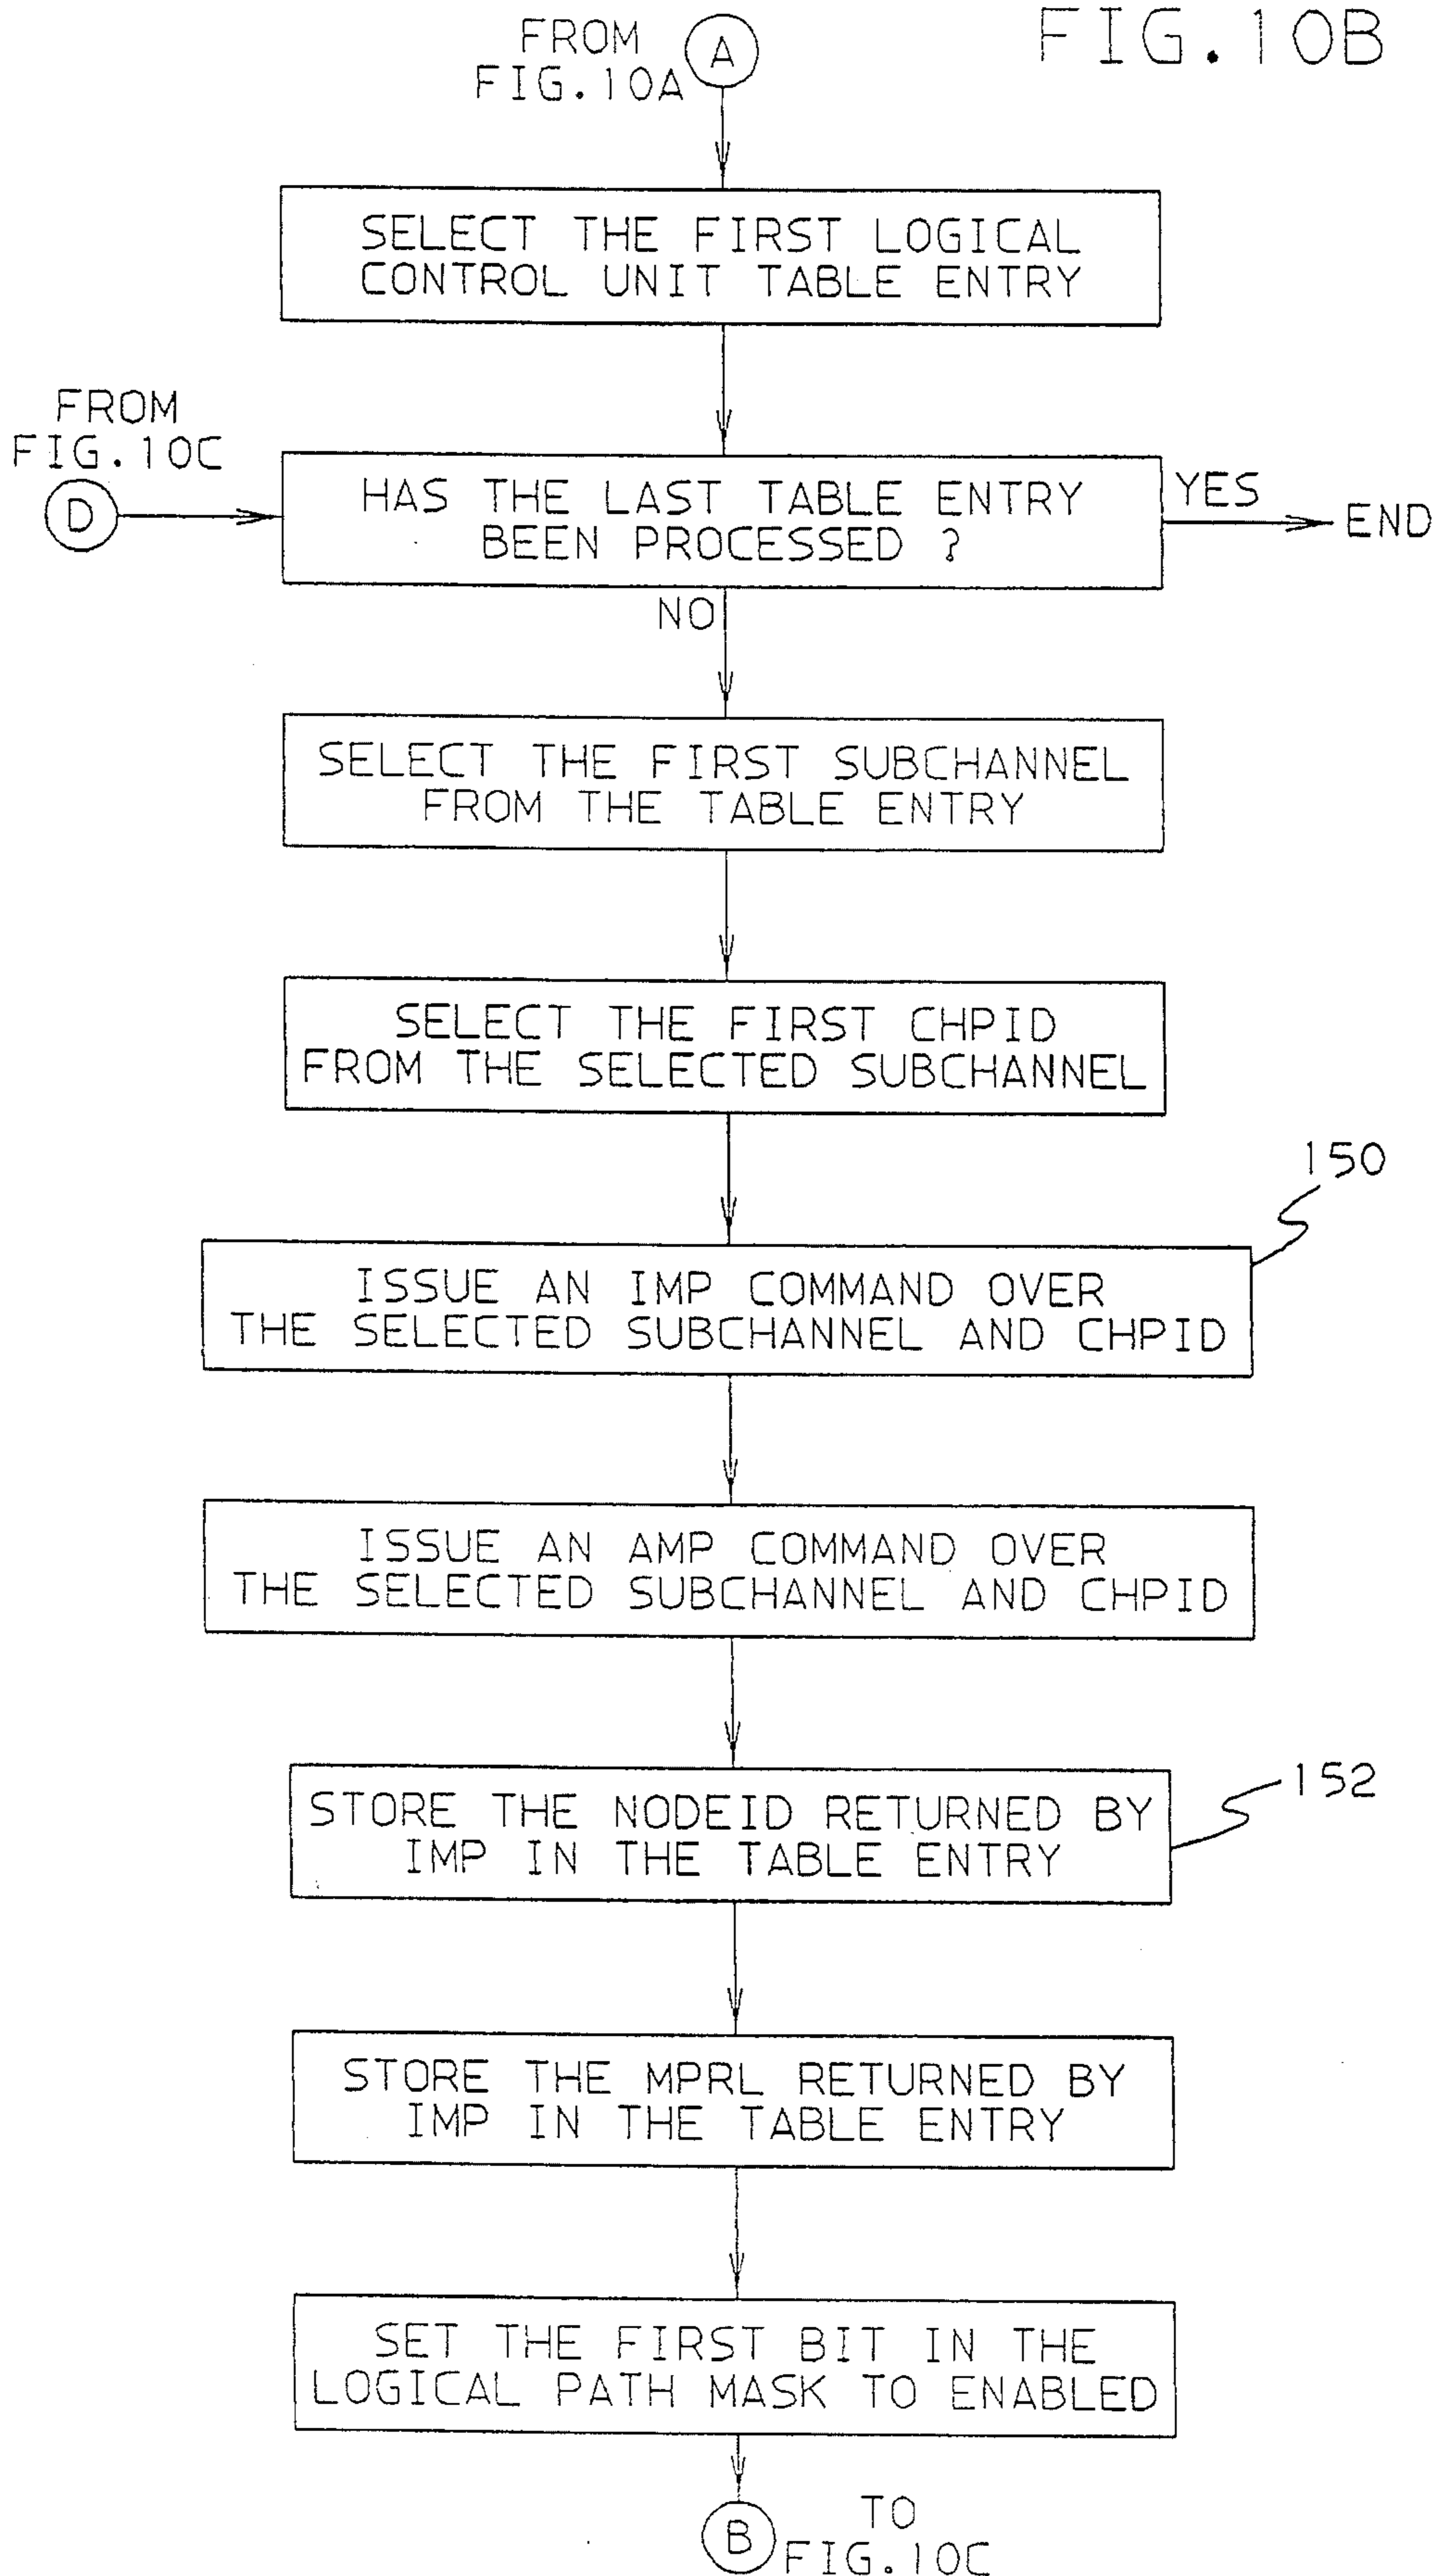 FIG.10B
FROM
FIG.10A
A
SELECT THE FIRST LOGICAL
CONTROL UNIT TABLE ENTRY
FROM
FIG.10C
D
HAS THE LAST TABLE ENTRY
BEEN PROCESSED ?
YES
END
NO
SELECT THE FIRST SUBCHANNEL
FROM THE TABLE ENTRY
SELECT THE FIRST CHPID
FROM THE SELECTED SUBCHANNEL
150
ISSUE AN IMP COMMAND OVER
THE SELECTED SUBCHANNEL AND CHPID
ISSUE AN AMP COMMAND OVER
THE SELECTED SUBCHANNEL AND CHPID
152
STORE THE NODEID RETURNED BY
IMP IN THE TABLE ENTRY
STORE THE MPRL RETURNED BY
IMP IN THE TABLE ENTRY
SET THE FIRST BIT IN THE
LOGICAL PATH MASK TO ENABLED
B
TO
FIG.10C